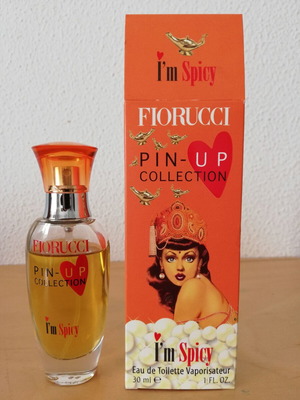 I'm Spicy
FIORUCCI
PIN-UP
COLLECTION
I'm Spicy
Eau de Toilette Vaporisateur
30 ml e 1 FL. OZ.
FIORUCCI
PIN-UP
COLLECTION
I'm Spicy